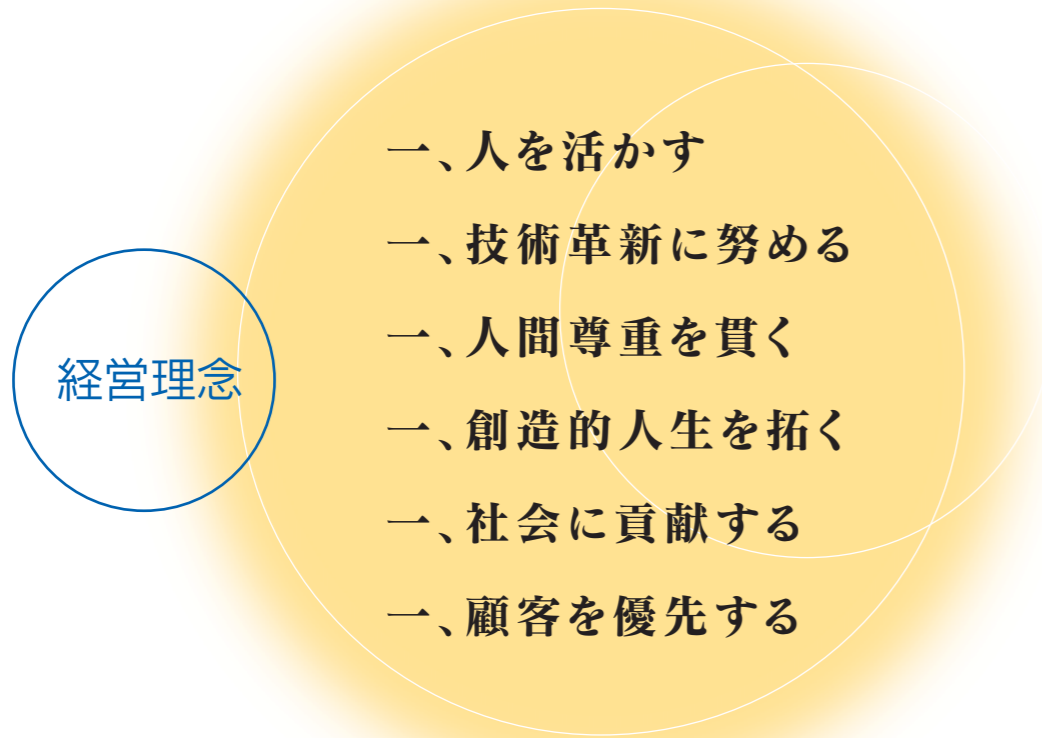 経営理念
一、人を活かす
一、技術革新に努める
一、人間尊重を貫く
一、創造的人生を拓く
一、社会に貢献する
一、顧客を優先する